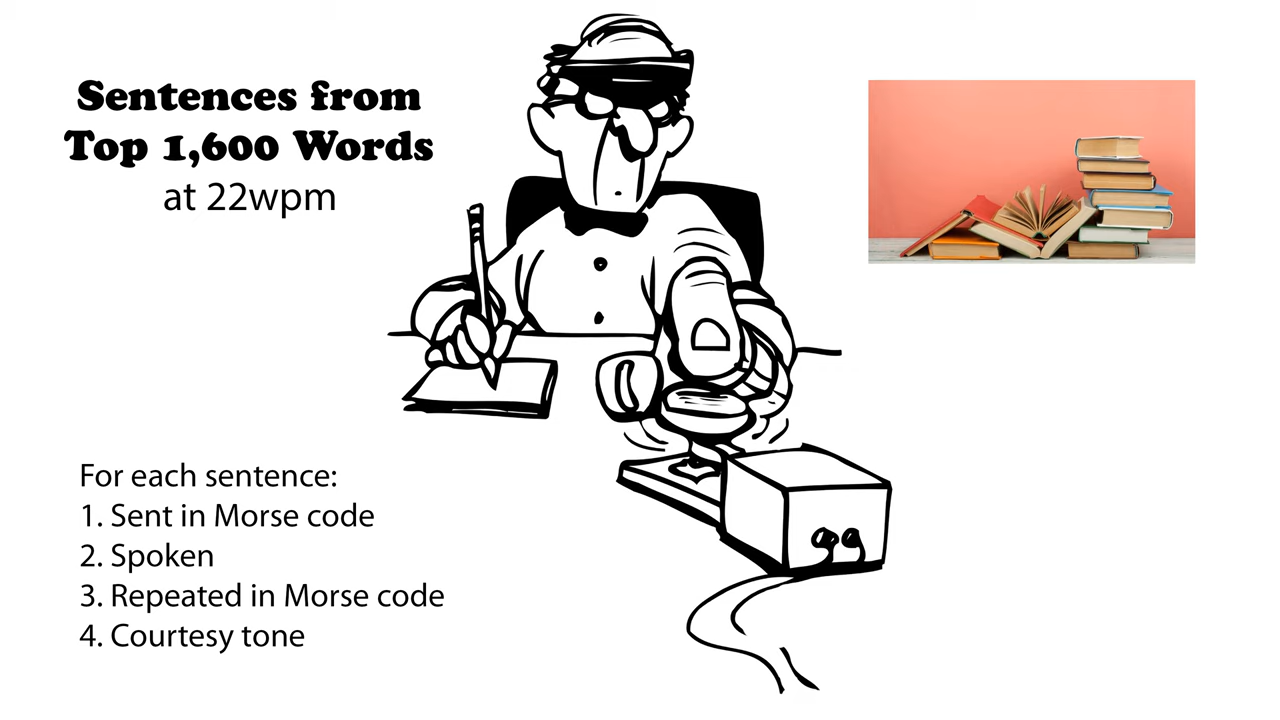 Sentences from
Top 1,600 Words
at 22wpm
For each sentence:
1. Sent in Morse code
2. Spoken
3. Repeated in Morse code
4. Courtesy tone